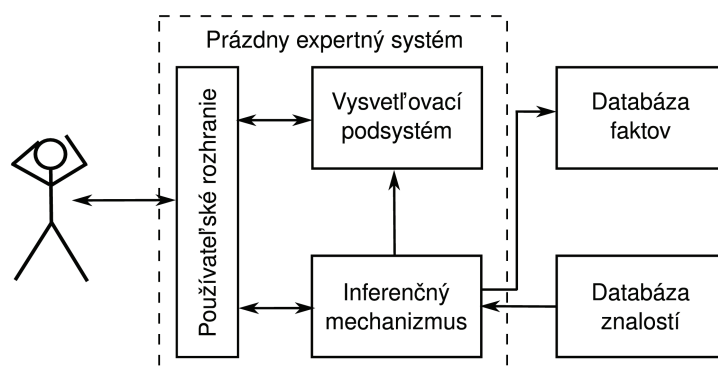 Prázdny expertný systém
Používateľské rozhranie
Vysvetľovací
podsystém
Databáza
faktov
Inferenčný
mechanizmus
Databáza
znalostí